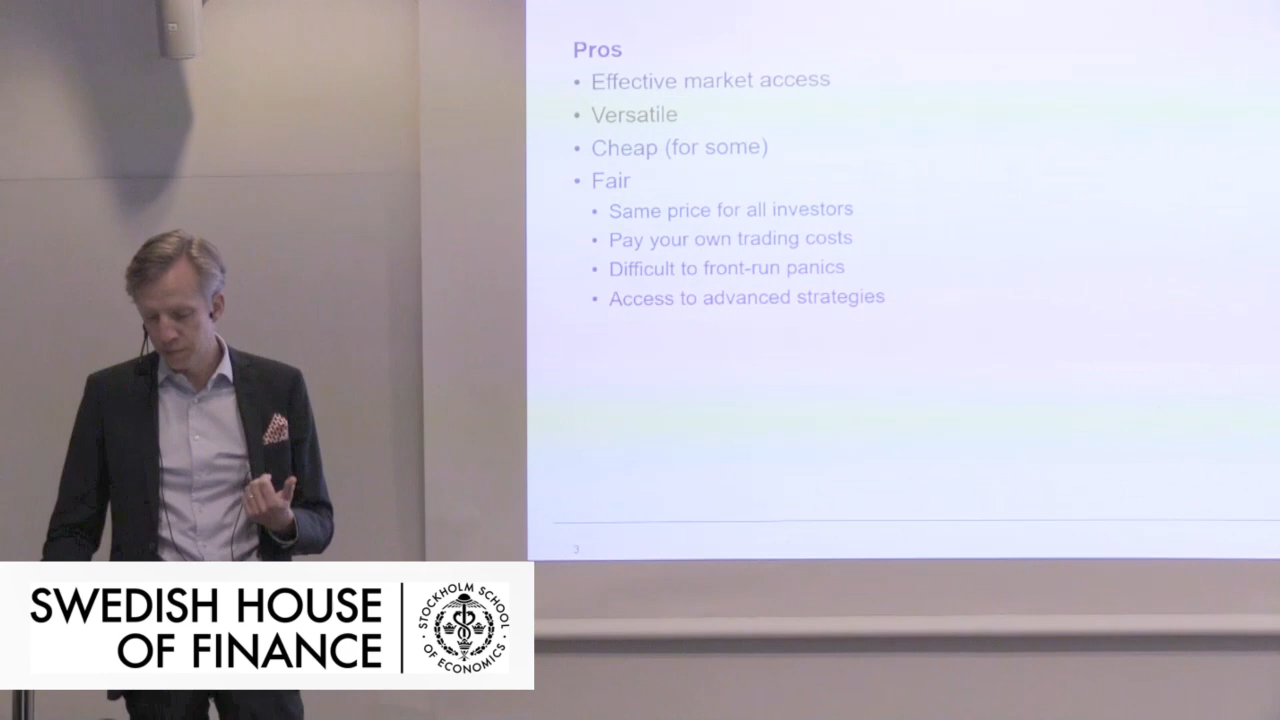 Pros
• Effective market access
• Versatile
• Cheap (for some)
• Fair
• Same price for all investors
• Pay your own trading costs
• Difficult to front-run panics
• Access to advanced strategies
3
SWEDISH HOUSE
OF FINANCE
STOCKHOLM SCHOOL
· OF ECONOMICS ·